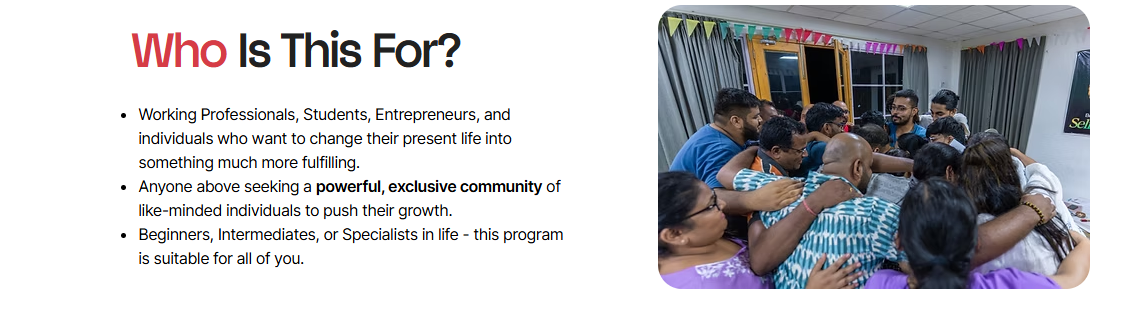 Who Is This For?
Working Professionals, Students, Entrepreneurs, and
individuals who want to change their present life into
something much more fulfilling.
Anyone above seeking a powerful, exclusive community of
like-minded individuals to push their growth.
Beginners, Intermediates, or Specialists in life - this program
is suitable for all of you.